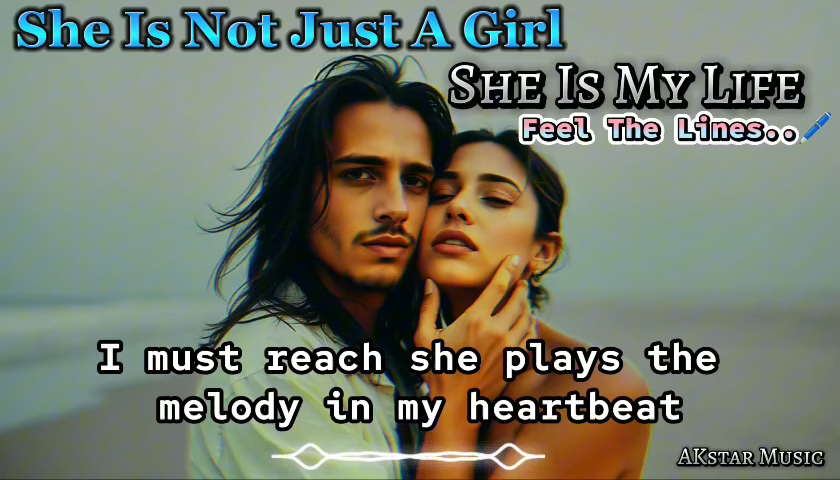 She Is Not Just A Girl
She Is My Life
Feel The Lines..
I must reach she plays the
melody in my heartbeat
AKstar Music